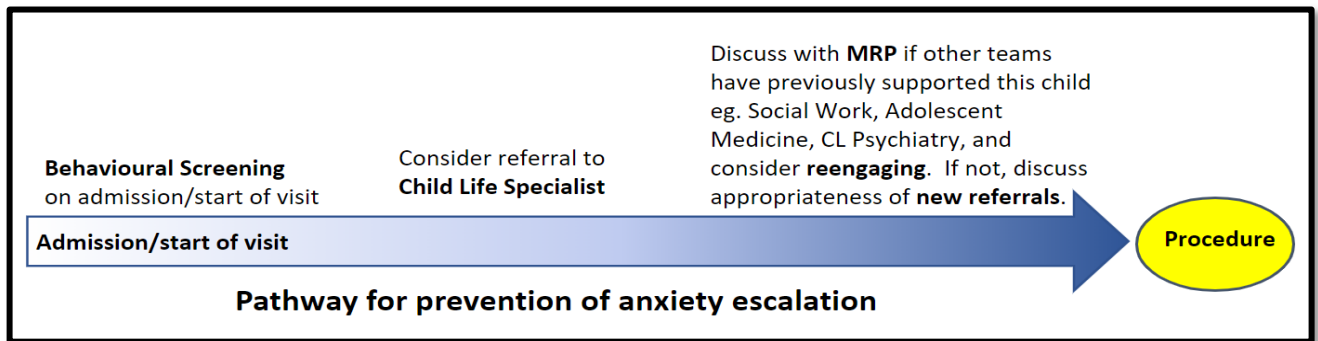 Behavioural Screening
on admission/start of visit
Consider referral to
Child Life Specialist
Discuss with MRP if other teams
have previously supported this child
eg. Social Work, Adolescent
Medicine, CL Psychiatry, and
consider reengaging.  If not, discuss
appropriateness of new referrals.
Admission/start of visit
Procedure
Pathway for prevention of anxiety escalation